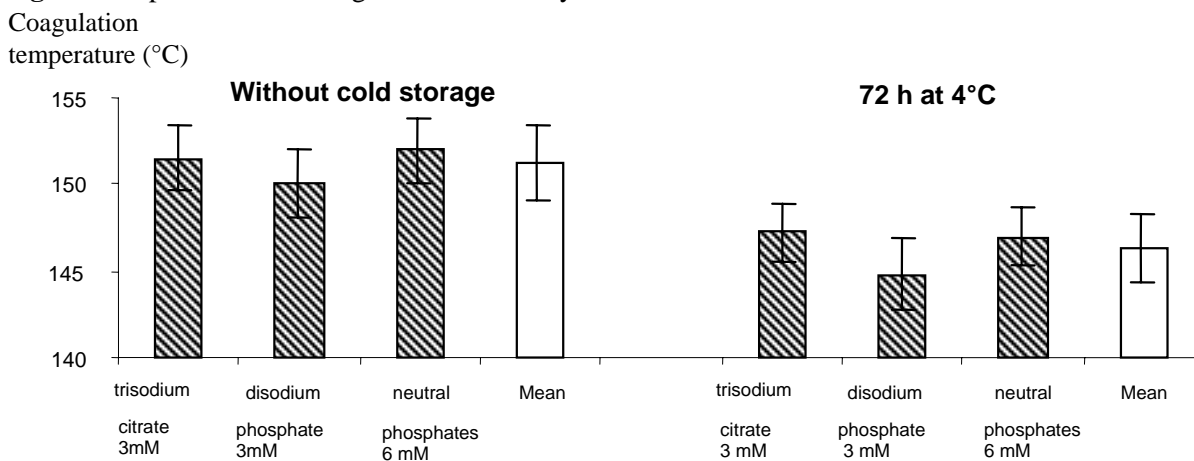 Coagulation
temperature (°C)
Without cold storage
72 h at 4°C
155
150
145
140
trisodium
citrate
3mM
disodium
phosphate
3mM
neutral
phosphates
6 mM
Mean
trisodium
citrate
3 mM
disodium
phosphate
3 mM
neutral
phosphates
6 mM
Mean